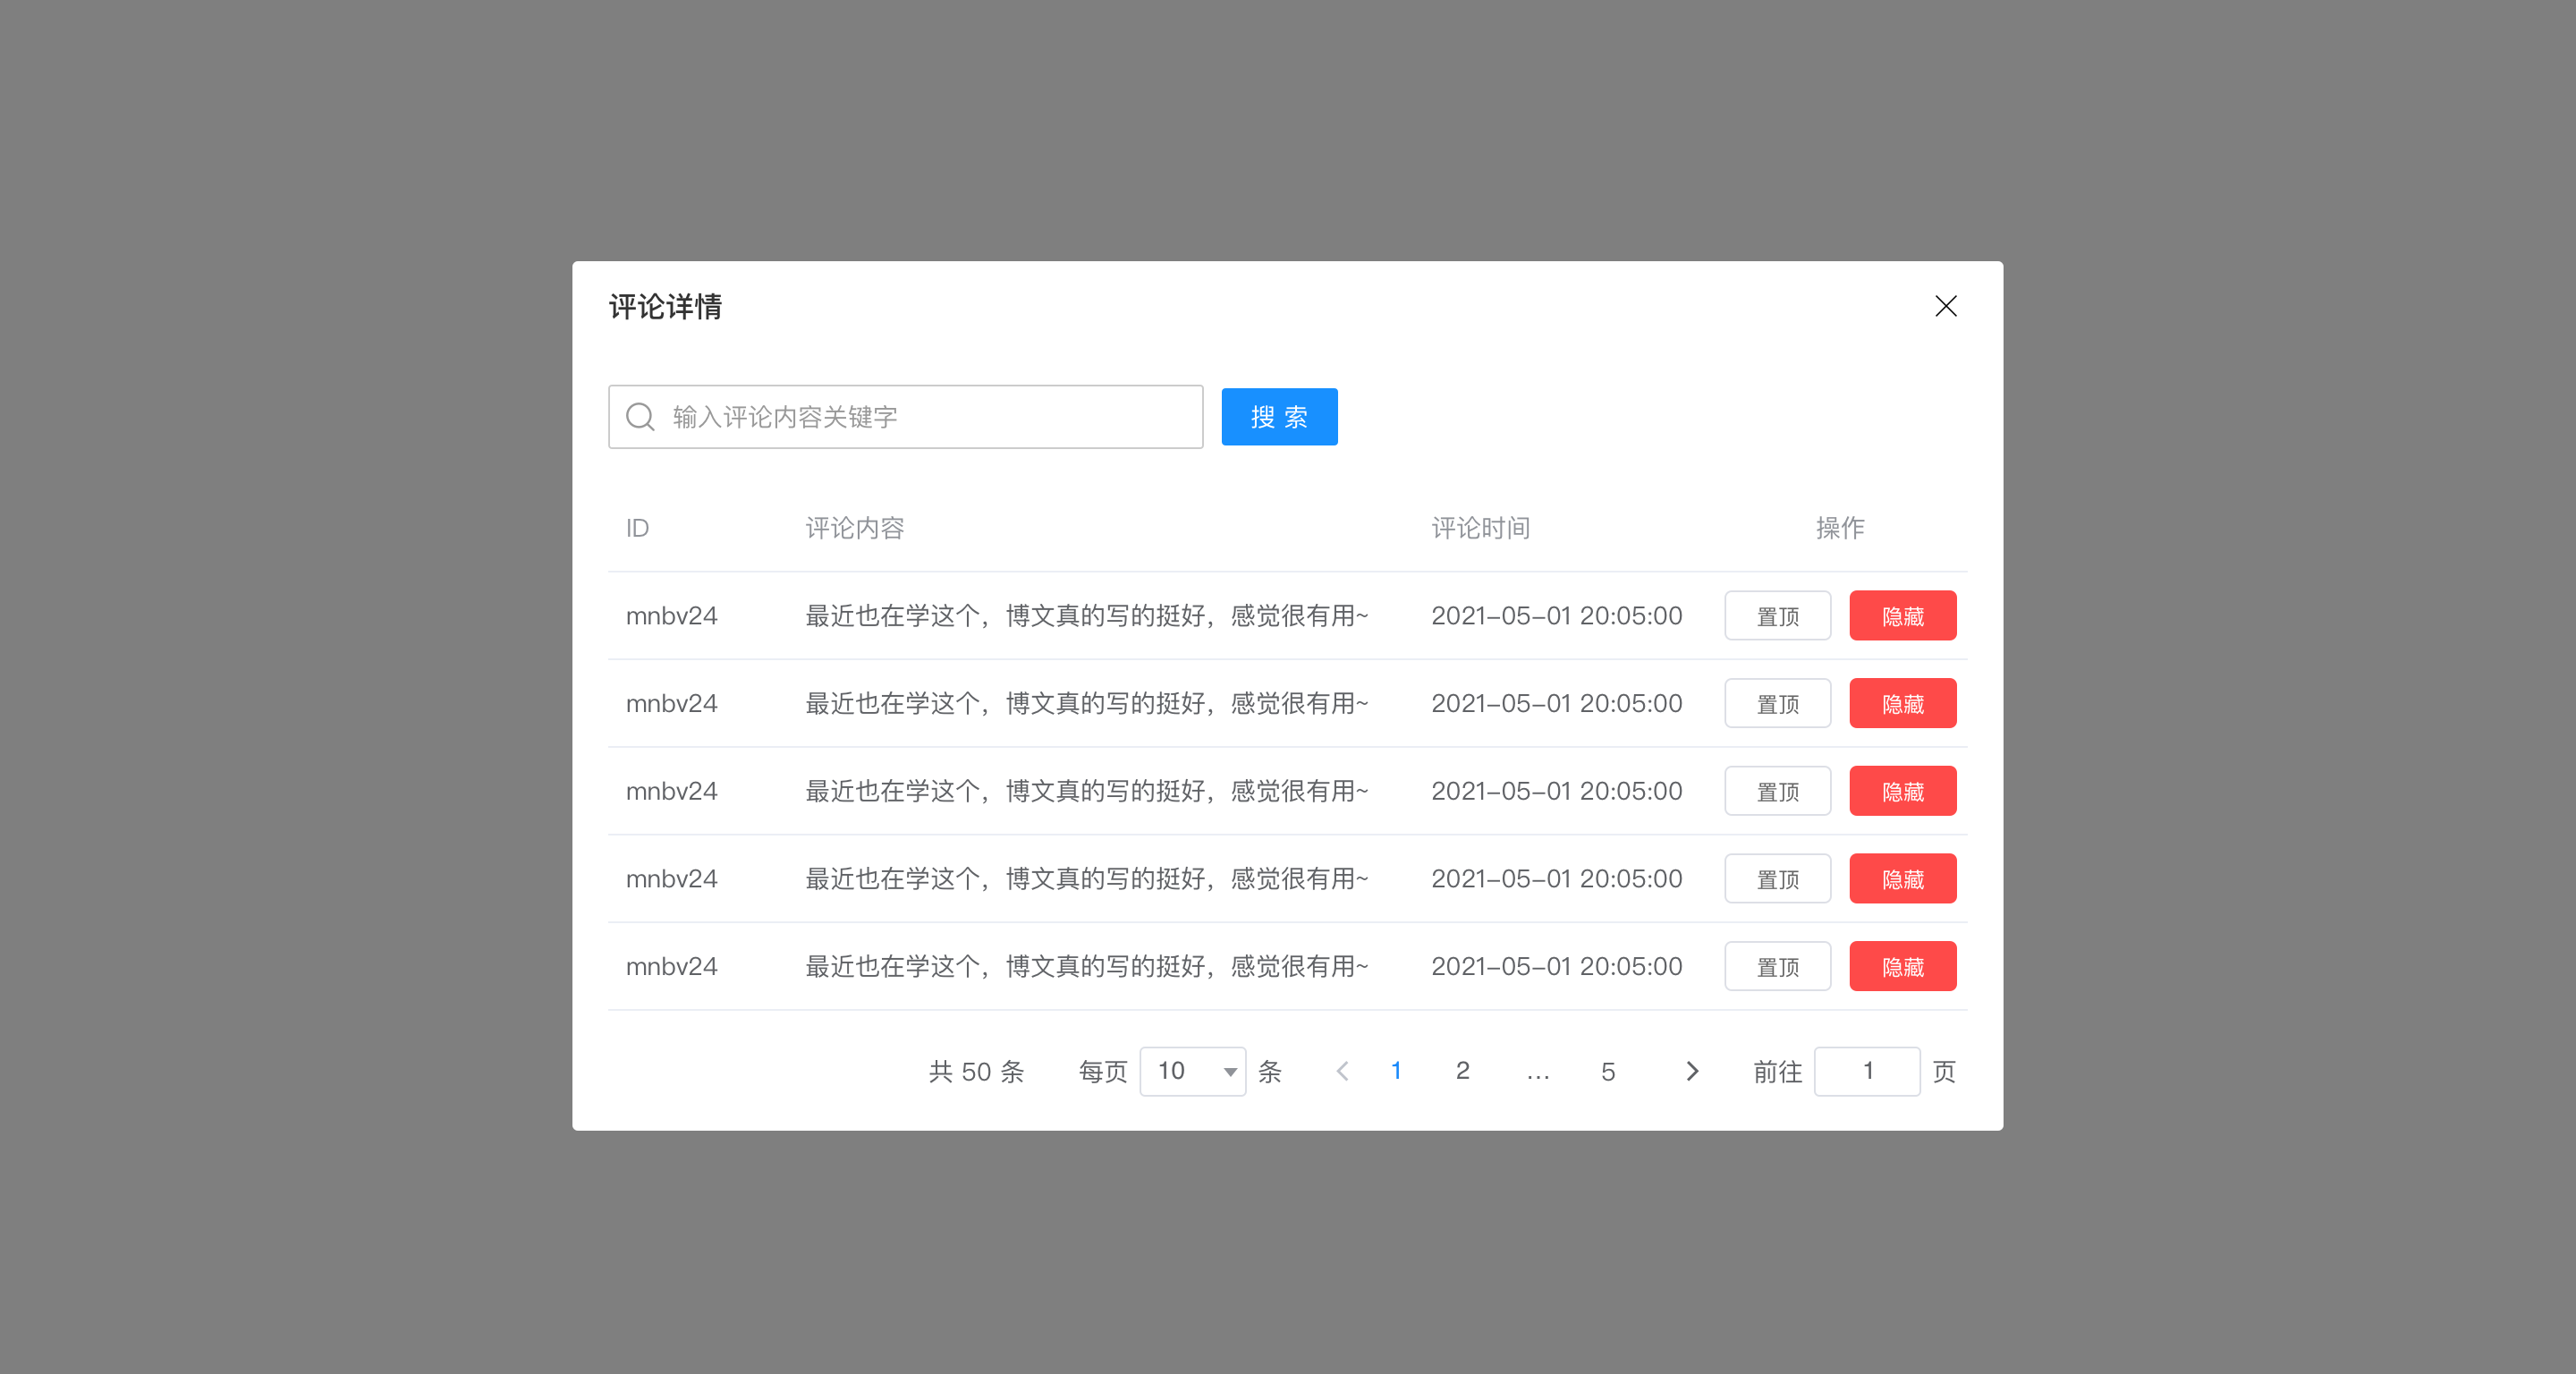 评论详情
输入评论内容关键字 搜 索
ID 评论内容 评论时间 操作
mnbv24 最近也在学这个，博文真的写的挺好，感觉很有用~ 2021-05-01 20:05:00 置顶 隐藏
mnbv24 最近也在学这个，博文真的写的挺好，感觉很有用~ 2021-05-01 20:05:00 置顶 隐藏
mnbv24 最近也在学这个，博文真的写的挺好，感觉很有用~ 2021-05-01 20:05:00 置顶 隐藏
mnbv24 最近也在学这个，博文真的写的挺好，感觉很有用~ 2021-05-01 20:05:00 置顶 隐藏
mnbv24 最近也在学这个，博文真的写的挺好，感觉很有用~ 2021-05-01 20:05:00 置顶 隐藏
共 50 条 每页 10 条 1 2 … 5 前往 1 页